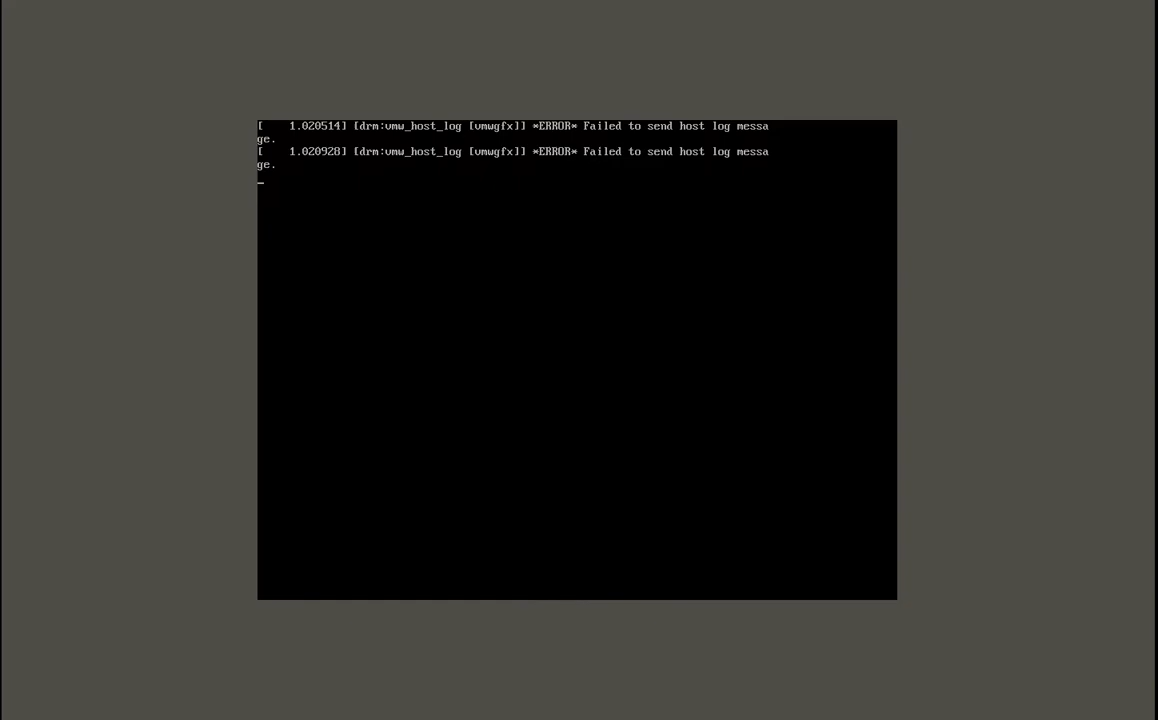 [    1.020514] [drm:vmw_host_log [vmwgfx]] *ERROR* Failed to send host log messa
ge.
[    1.020928] [drm:vmw_host_log [vmwgfx]] *ERROR* Failed to send host log messa
ge.